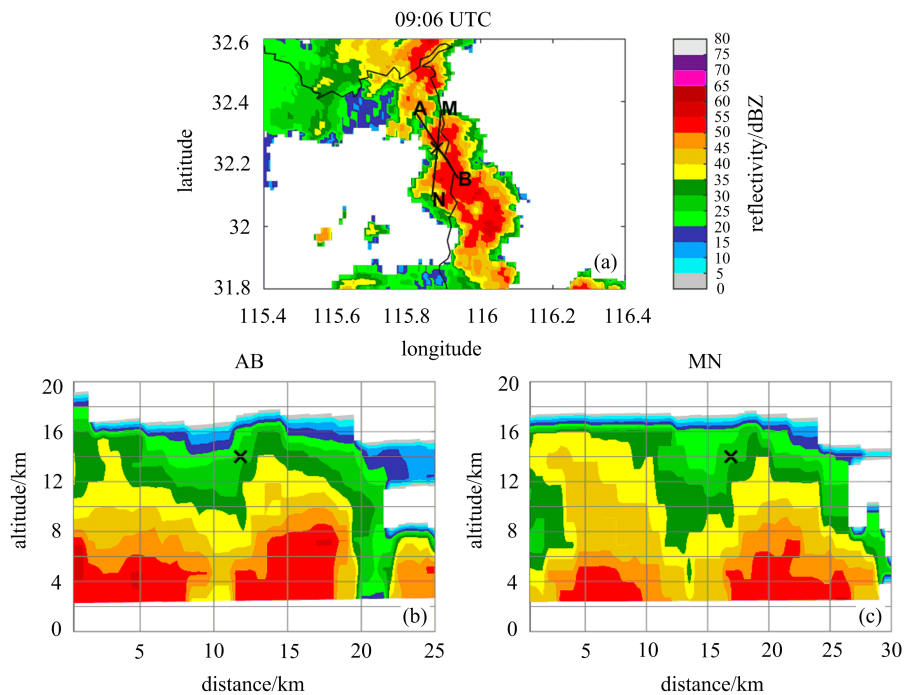 09:06 UTC
32.6
32.4
32.2
32
31.8
latitude
A
M
B
N
(a)
115.4 115.6 115.8 116 116.2 116.4
longitude
80
75
70
65
60
55
50
45
40
35
30
25
20
15
10
5
0
reflectivity/dBZ
AB
20
16
12
8
4
0
altitude/km
(b)
5 10 15 20 25
distance/km
MN
20
16
12
8
4
0
altitude/km
(c)
5 10 15 20 25 30
distance/km